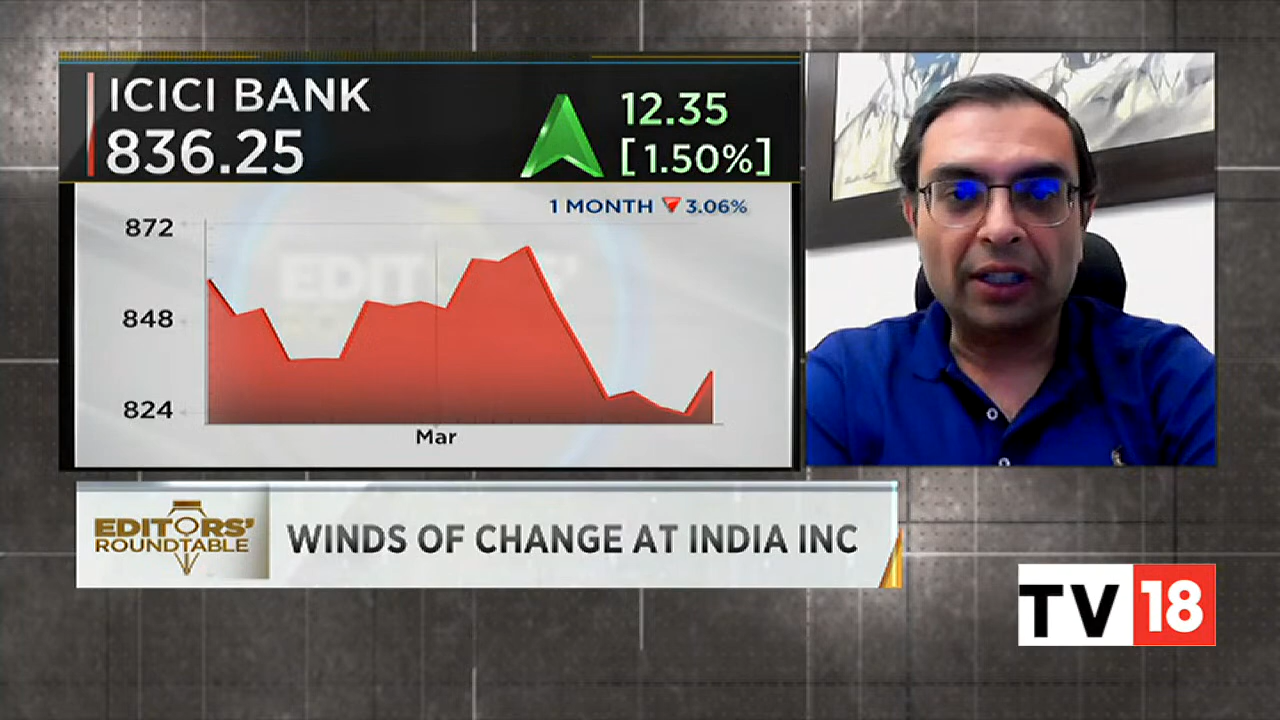 ICICI BANK
836.25
12.35
[1.50%]
1 MONTH 3.06%
872
848
824
Mar
EDITORS'
ROUNDTABLE
WINDS OF CHANGE AT INDIA INC
TV18